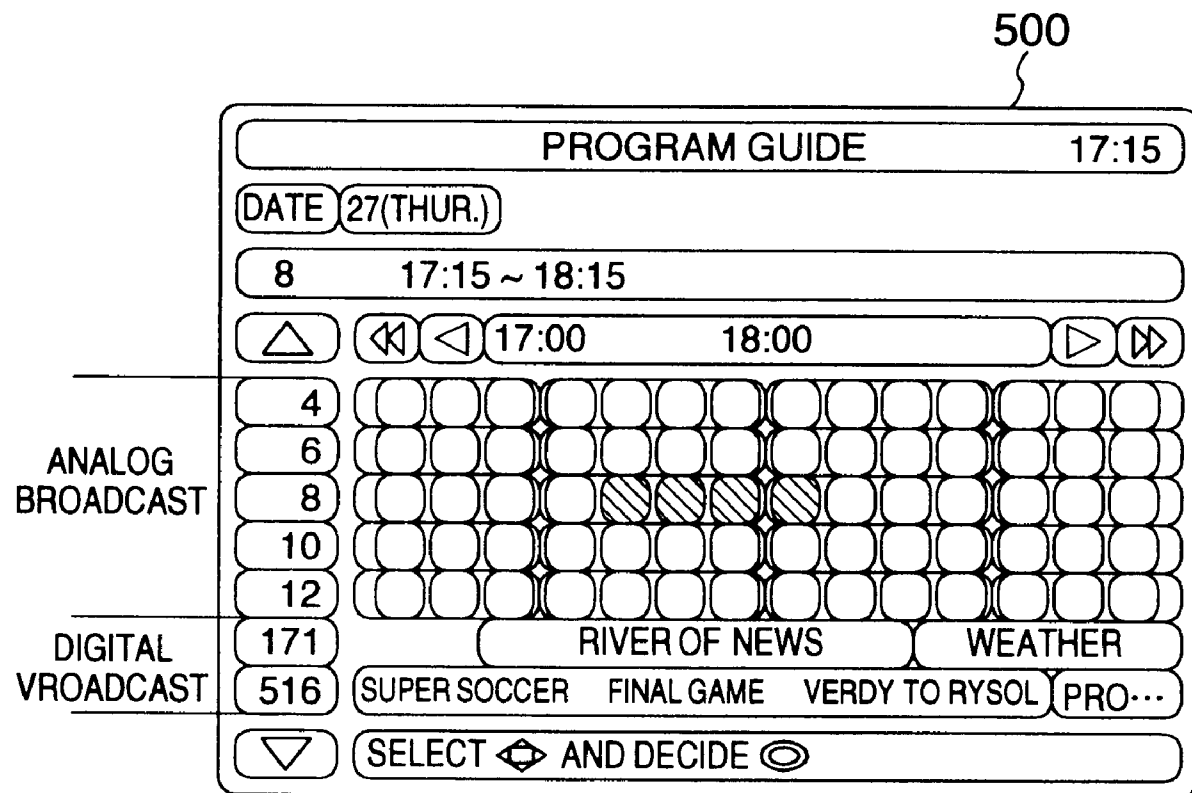 500
PROGRAM GUIDE 17:15
DATE 27(THUR.)
8 17:15 ~ 18:15
17:00 18:00
ANALOG
BROADCAST
4
6
8
10
12
DIGITAL
VROADCAST
171 RIVER OF NEWS WEATHER
516 SUPER SOCCER FINAL GAME VERDY TO RYSOL PRO···
SELECT AND DECIDE